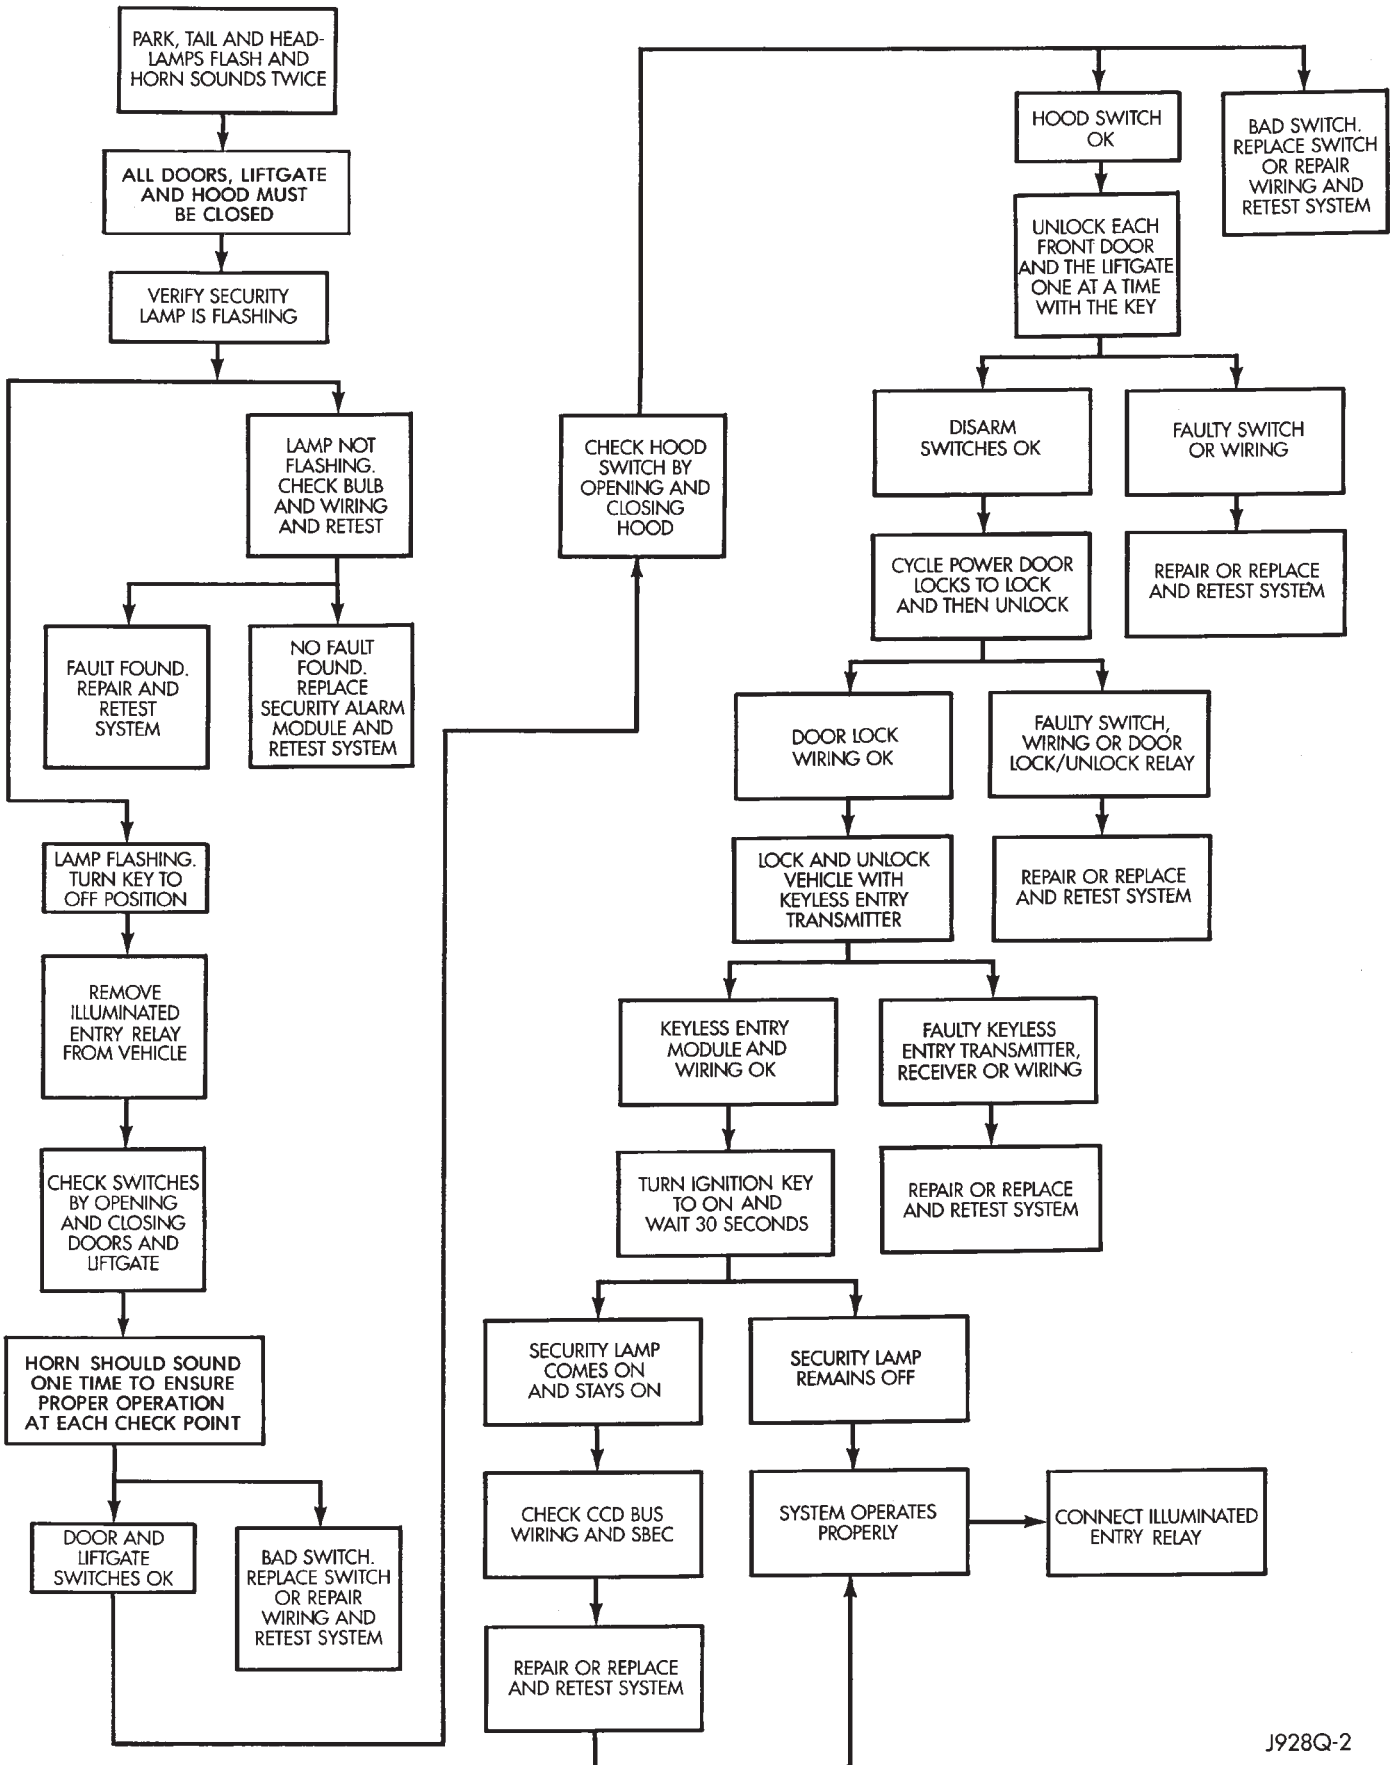 PARK, TAIL AND HEAD-
LAMPS FLASH AND
HORN SOUNDS TWICE
ALL DOORS, LIFTGATE
AND HOOD MUST
BE CLOSED
VERIFY SECURITY
LAMP IS FLASHING
LAMP NOT
FLASHING.
CHECK BULB
AND WIRING
AND RETEST
FAULT FOUND.
REPAIR AND
RETEST
SYSTEM
NO FAULT
FOUND.
REPLACE
SECURITY ALARM
MODULE AND
RETEST SYSTEM
LAMP FLASHING.
TURN KEY TO
OFF POSITION
REMOVE
ILLUMINATED
ENTRY RELAY
FROM VEHICLE
CHECK SWITCHES
BY OPENING
AND CLOSING
DOORS AND
LIFTGATE
HORN SHOULD SOUND
ONE TIME TO ENSURE
PROPER OPERATION
AT EACH CHECK POINT
DOOR AND
LIFTGATE
SWITCHES OK
BAD SWITCH.
REPLACE SWITCH
OR REPAIR
WIRING AND
RETEST SYSTEM
CHECK HOOD
SWITCH BY
OPENING AND
CLOSING
HOOD
HOOD SWITCH
OK
BAD SWITCH.
REPLACE SWITCH
OR REPAIR
WIRING AND
RETEST SYSTEM
UNLOCK EACH
FRONT DOOR
AND THE LIFTGATE
ONE AT A TIME
WITH THE KEY
DISARM
SWITCHES OK
FAULTY SWITCH
OR WIRING
CYCLE POWER DOOR
LOCKS TO LOCK
AND THEN UNLOCK
REPAIR OR REPLACE
AND RETEST SYSTEM
DOOR LOCK
WIRING OK
FAULTY SWITCH,
WIRING OR DOOR
LOCK/UNLOCK RELAY
LOCK AND UNLOCK
VEHICLE WITH
KEYLESS ENTRY
TRANSMITTER
REPAIR OR REPLACE
AND RETEST SYSTEM
KEYLESS ENTRY
MODULE AND
WIRING OK
FAULTY KEYLESS
ENTRY TRANSMITTER,
RECEIVER OR WIRING
TURN IGNITION KEY
TO ON AND
WAIT 30 SECONDS
REPAIR OR REPLACE
AND RETEST SYSTEM
SECURITY LAMP
COMES ON
AND STAYS ON
SECURITY LAMP
REMAINS OFF
CHECK CCD BUS
WIRING AND SBEC
SYSTEM OPERATES
PROPERLY
CONNECT ILLUMINATED
ENTRY RELAY
REPAIR OR REPLACE
AND RETEST SYSTEM
J928Q-2